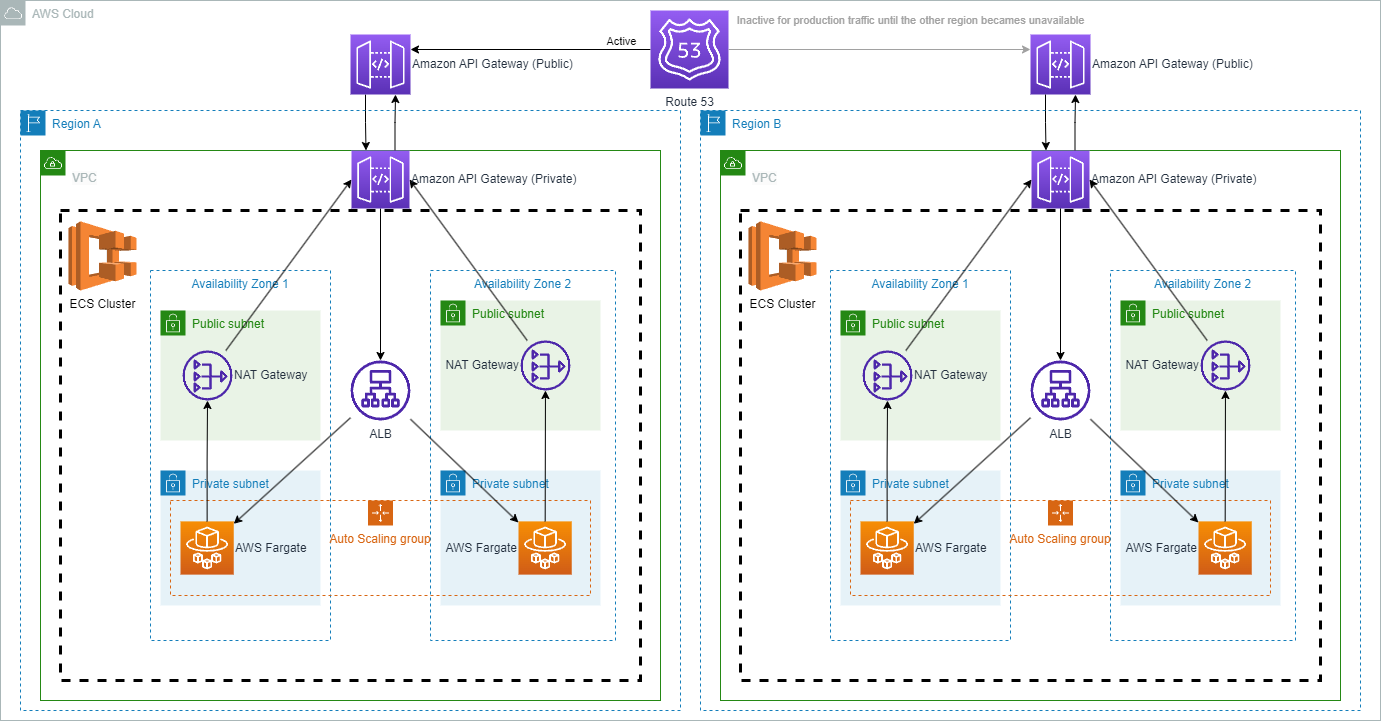 AWS Cloud
Inactive for production traffic until the other region becames unavailable
Active
53
Amazon API Gateway (Public)
Amazon API Gateway (Public)
Route 53
Region A
Region B
VPC
Amazon API Gateway (Private)
VPC
Amazon API Gateway (Private)
ECS Cluster
Availability Zone 1
Availability Zone 2
Public subnet
Public subnet
NAT Gateway
NAT Gateway
ALB
Private subnet
Private subnet
Auto Scaling group
AWS Fargate
AWS Fargate
ECS Cluster
Availability Zone 1
Availability Zone 2
Public subnet
Public subnet
NAT Gateway
NAT Gateway
ALB
Private subnet
Private subnet
Auto Scaling group
AWS Fargate
AWS Fargate